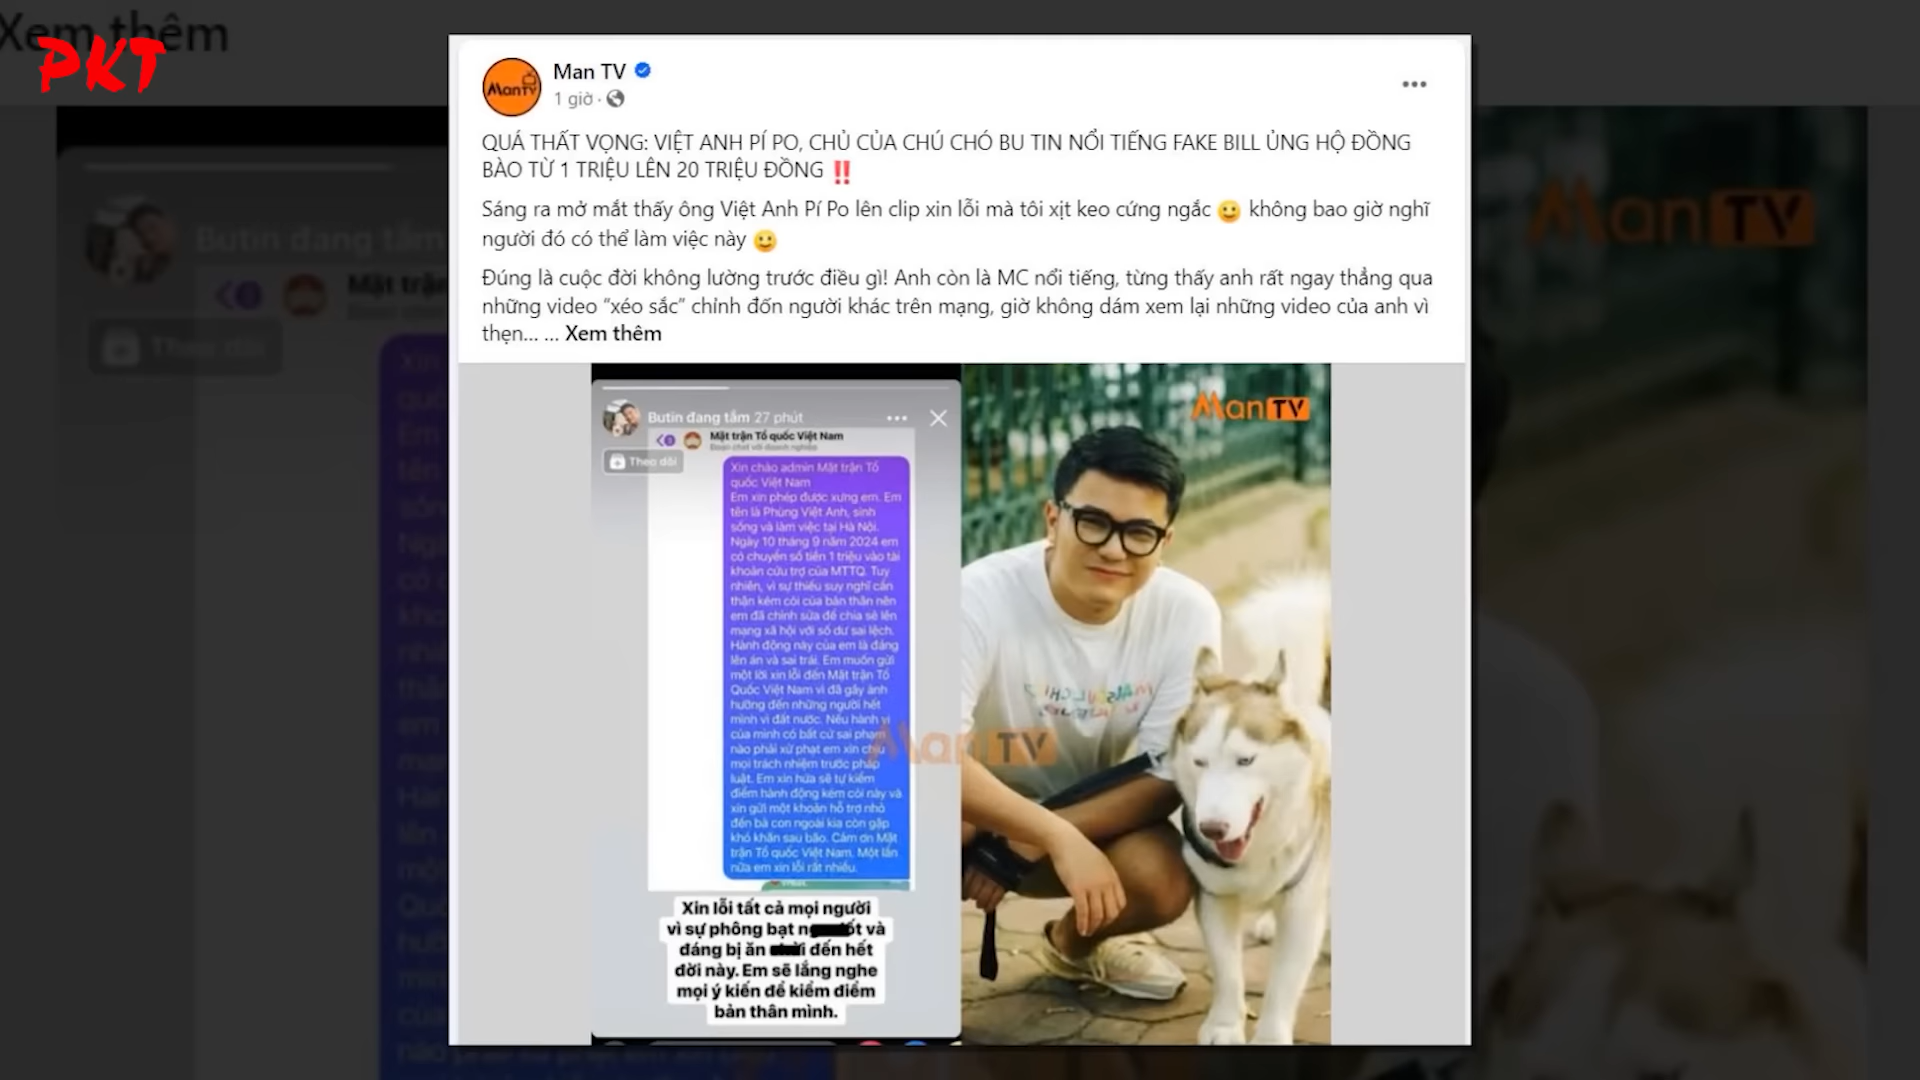 Xem thêm
PKT
Man TV
1 giờ ·
QUÁ THẤT VỌNG: VIỆT ANH PÍ PO, CHỦ CỦA CHÚ CHÓ BU TIN NỔI TIẾNG FAKE BILL ỦNG HỘ ĐỒNG
BÀO TỪ 1 TRIỆU LÊN 20 TRIỆU ĐỒNG ‼️
Sáng ra mở mắt thấy ông Việt Anh Pí Po lên clip xin lỗi mà tôi xịt keo cứng ngắc 🙂 không bao giờ nghĩ
người đó có thể làm việc này 🙂
Đúng là cuộc đời không lường trước điều gì! Anh còn là MC nổi tiếng, từng thấy anh rất ngay thẳng qua
những video “xéo sắc” chỉnh đốn người khác trên mạng, giờ không dám xem lại những video của anh vì
thẹn... ... Xem thêm
Butin đang tắm 27 phút
Mặt trận Tổ quốc Việt Nam
Đoạn chat với doanh nghiệp
Theo dõi
Xin chào admin Mặt trận Tổ
quốc Việt Nam
Em xin phép được xưng em. Em
tên là Phùng Việt Anh, sinh
sống và làm việc tại Hà Nội.
Ngày 10 tháng 9 năm 2024 em
có chuyển số tiền 1 triệu vào tài
khoản cứu trợ của MTTQ. Tuy
nhiên, vì sự thiếu suy nghĩ cẩn
thận kém cỏi của bản thân nên
em đã chỉnh sửa để chia sẻ lên
mạng xã hội với số dư sai lệch.
Hành động này của em là đáng
lên án và sai trái. Em muốn gửi
một lời xin lỗi đến Mặt trận Tổ
Quốc Việt Nam vì đã gây ảnh
hưởng đến những người hết
mình vì đất nước. Nếu hành vi
của mình có bất cứ sai phạm
nào phải xử phạt em xin chịu
mọi trách nhiệm trước pháp
luật. Em xin hứa sẽ tự kiểm
điểm hành động kém cỏi này và
xin gửi một khoản hỗ trợ nhỏ
đến bà con ngoài kia còn gặp
khó khăn sau bão. Cảm ơn Mặt
trận Tổ quốc Việt Nam. Một lần
nữa em xin lỗi rất nhiều.
Xin lỗi tất cả mọi người
vì sự phông bạt và
đáng bị ăn đến hết
đời này. Em sẽ lắng nghe
mọi ý kiến để kiểm điểm
bản thân mình.
Man TV
Man TV
Man TV